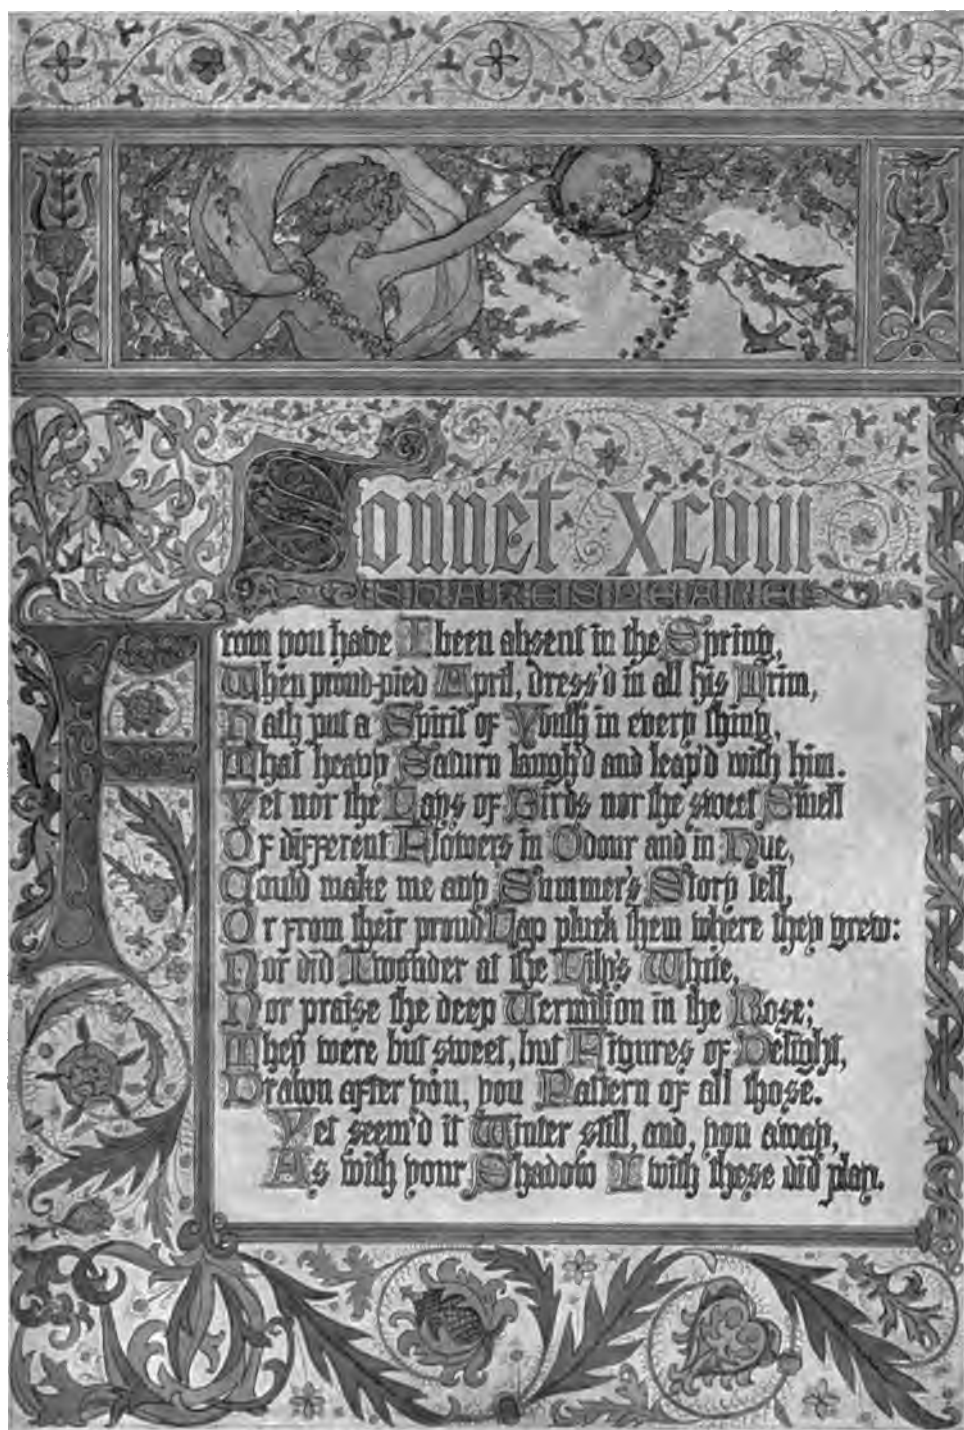 Sonnet XCVIII
SHAKESPEARE
From you have I been absent in the Spring,
When proud-pied April, dress'd in all his Trim,
Hath put a Spirit of Youth in every thing,
That heavy Saturn laugh'd and leap'd with him.
Yet nor the Lays of Birds nor the sweet Smell
Of different Flowers in Odour and in Hue,
Could make me any Summer's Story tell,
Or from their proud Lap pluck them where they grew:
Nor did I wonder at the Lily's White,
Nor praise the deep Vermilion in the Rose;
They were but sweet, but Figures of Delight,
Drawn after you, you Pattern of all those.
Yet seem'd it Winter still, and, you away,
As with your Shadow I with these did play.